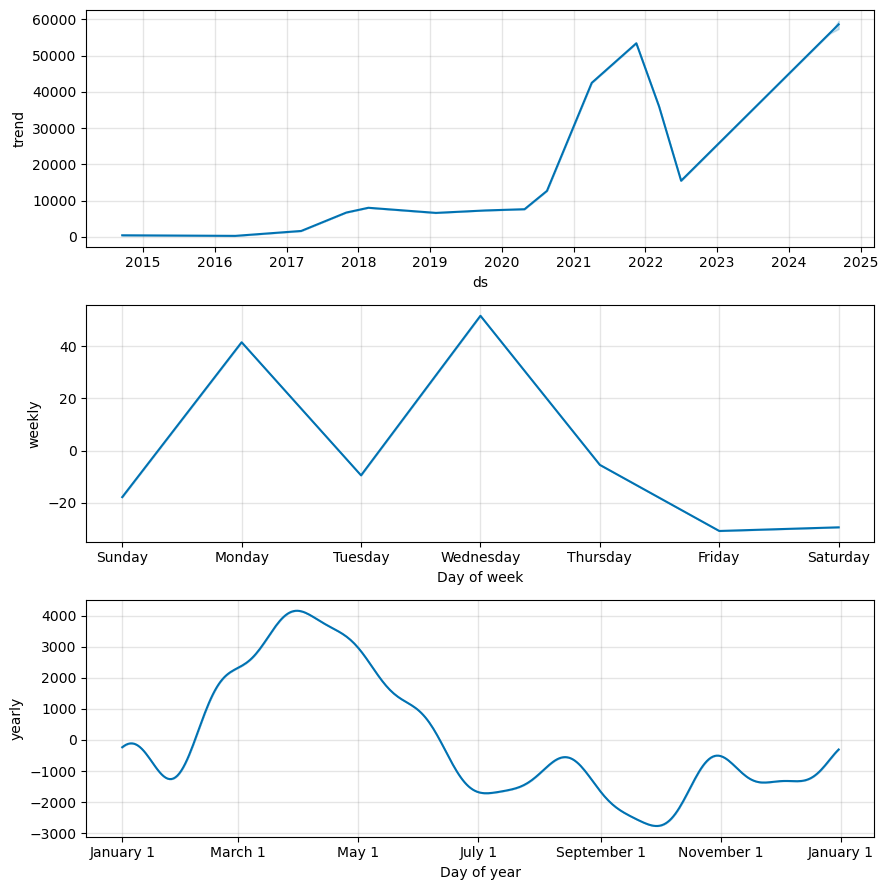 60000
50000
40000
30000
20000
10000
0
trend
2015 2016 2017 2018 2019 2020 2021 2022 2023 2024 2025
ds
40
20
0
−20
weekly
Sunday Monday Tuesday Wednesday Thursday Friday Saturday
Day of week
4000
3000
2000
1000
0
−1000
−2000
−3000
yearly
January 1 March 1 May 1 July 1 September 1 November 1 January 1
Day of year